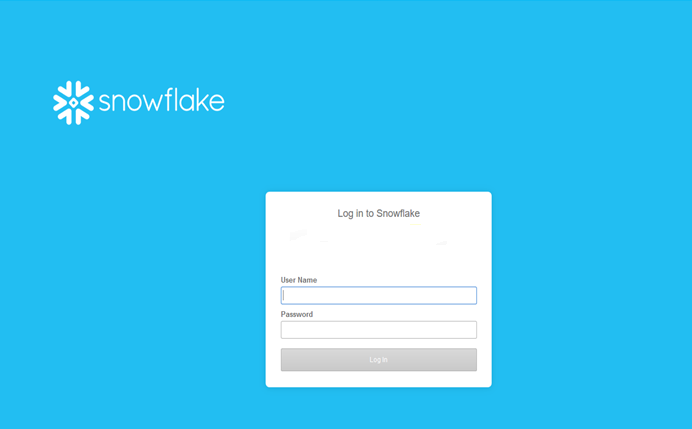 snowflake
Log in to Snowflake
User Name
Password
Log In